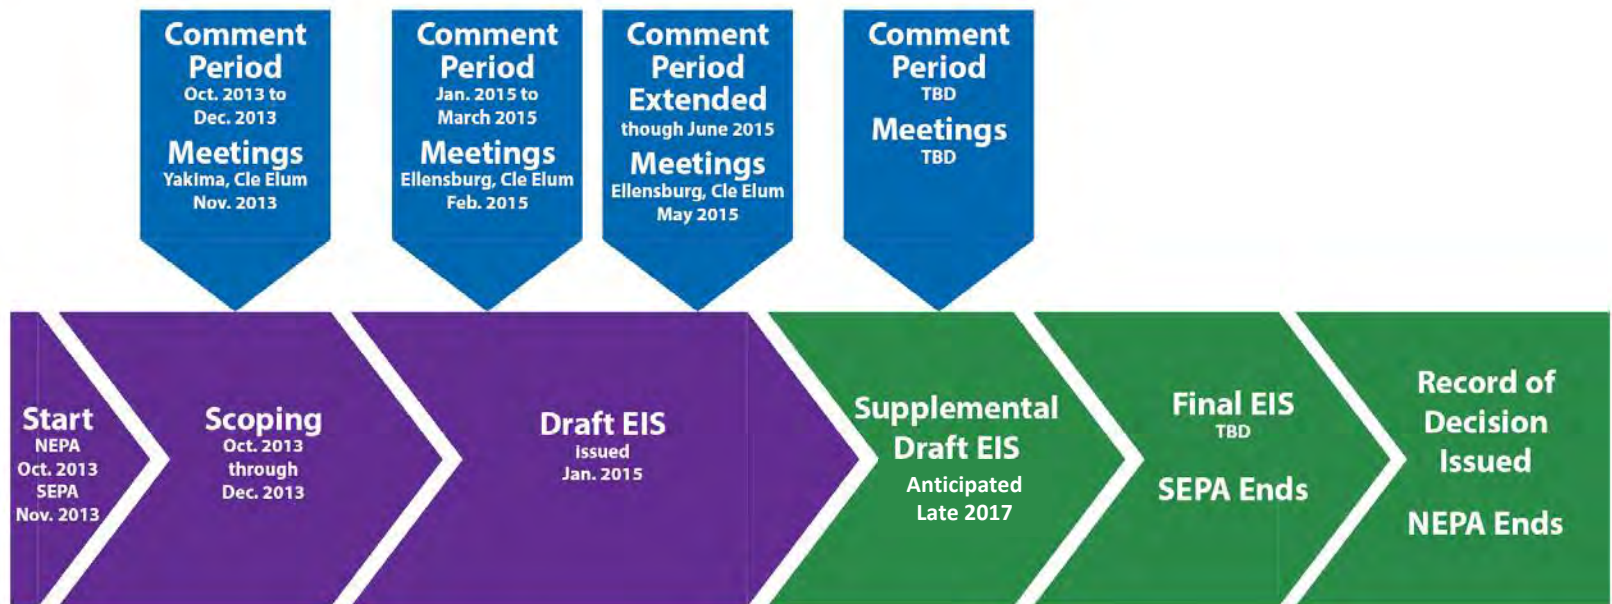 Comment
Period
Oct. 2013 to
Dec. 2013
Meetings
Yakima, Cle Elum
Nov. 2013
Comment
Period
Jan. 2015 to
March 2015
Meetings
Ellensburg, Cle Elum
Feb. 2015
Comment
Period
Extended
though June 2015
Meetings
Ellensburg, Cle Elum
May 2015
Comment
Period
TBD
Meetings
TBD
Start
NEPA
Oct. 2013
SEPA
Nov. 2013
Scoping
Oct. 2013
through
Dec. 2013
Draft EIS
issued
Jan. 2015
Supplemental
Draft EIS
Anticipated
Late 2017
Final EIS
TBD
SEPA Ends
Record of
Decision
Issued
NEPA Ends